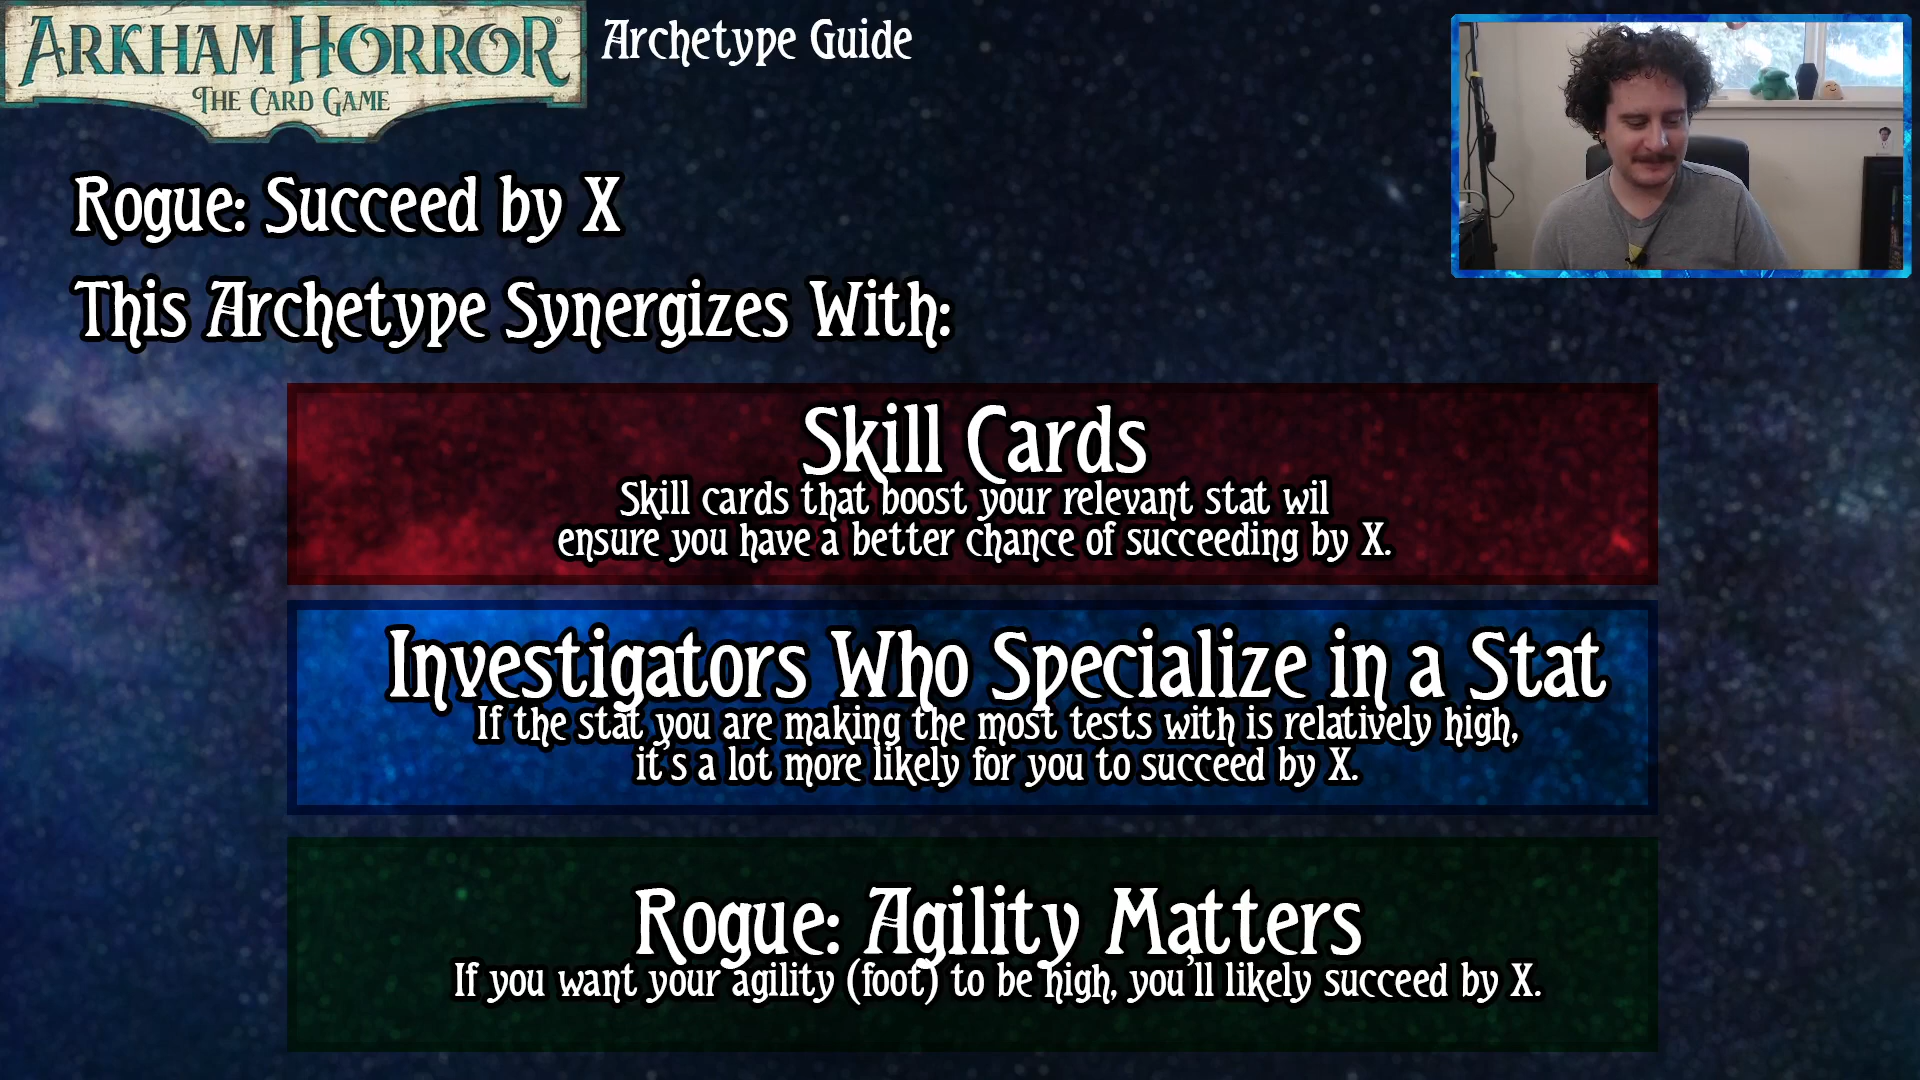 ARKHAM HORROR®
THE CARD GAME
Archetype Guide
Rogue: Succeed by X
This Archetype Synergizes With:
Skill Cards
Skill cards that boost your relevant stat wil
ensure you have a better chance of succeeding by X.
Investigators Who Specialize in a Stat
If the stat you are making the most tests with is relatively high,
it's a lot more likely for you to succeed by X.
Rogue: Agility Matters
If you want your agility (foot) to be high, you'll likely succeed by X.